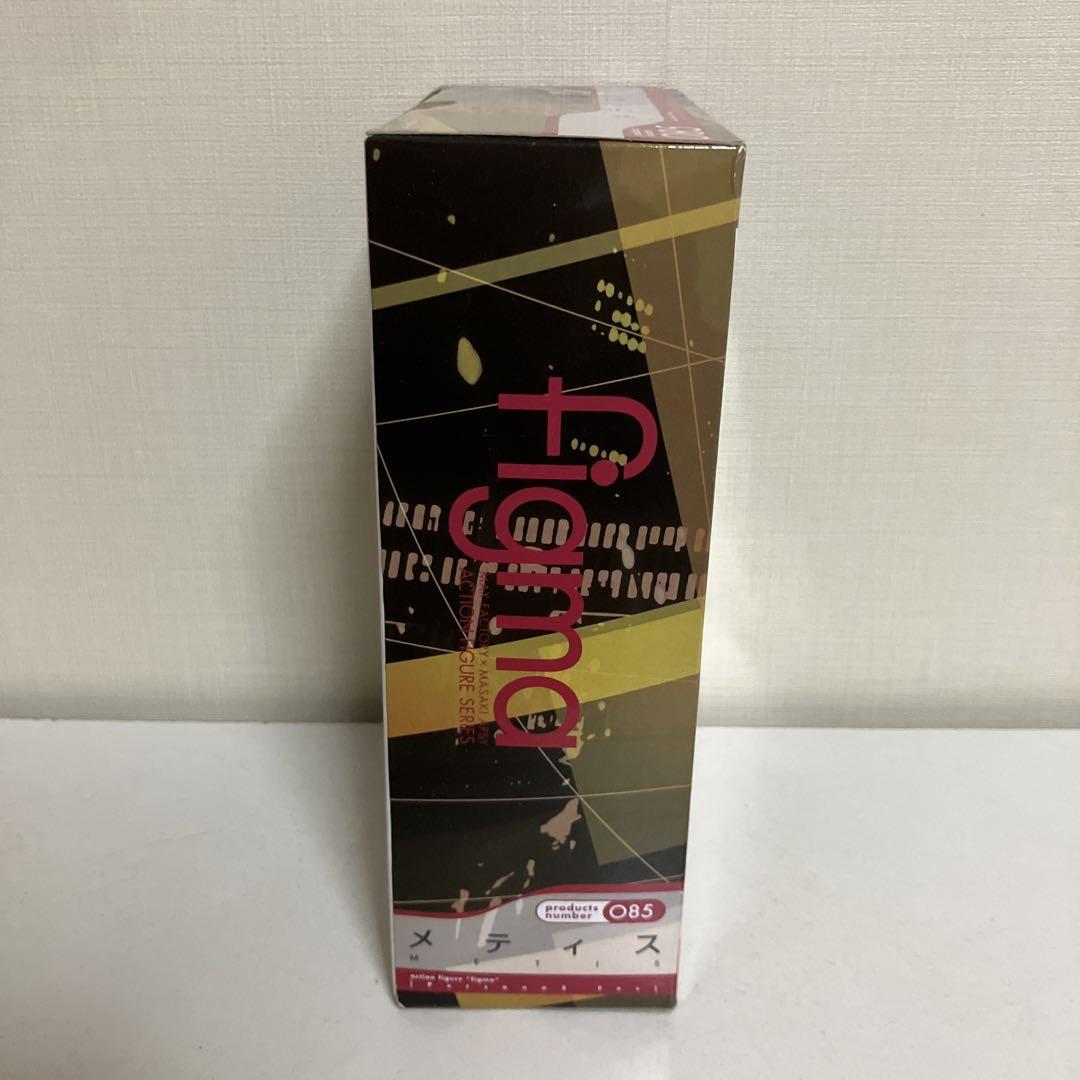 figma
MAX FACTORY × MASAKI APSY
ACTION FIGURE SERIES
products
number 085
メティス
METIS
action figure "figma"